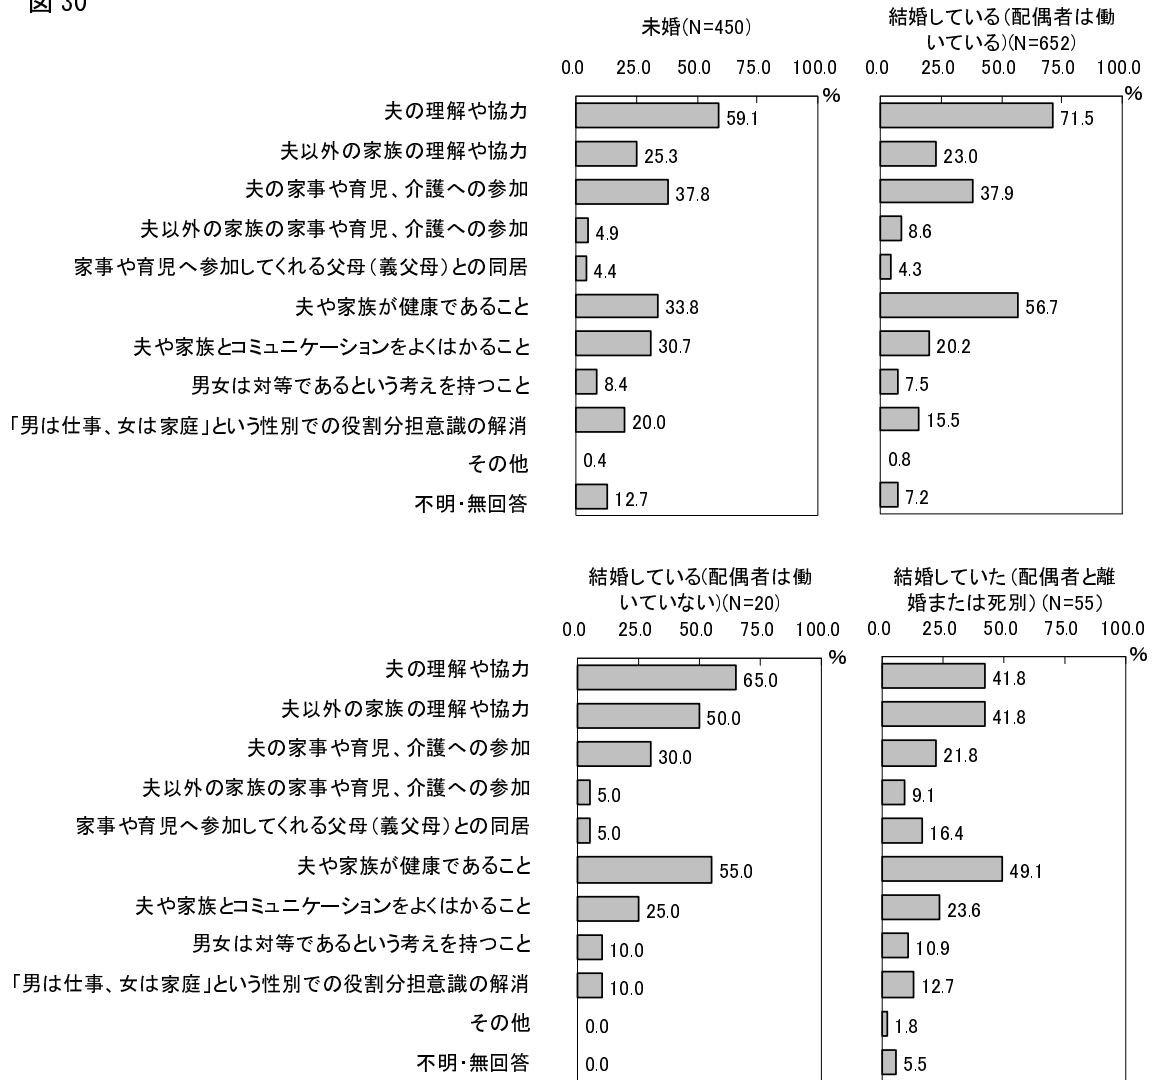 図 30
未婚(N=450)
0.0 25.0 50.0 75.0 100.0
%
結婚している(配偶者は働
いている)(N=652)
0.0 25.0 50.0 75.0 100.0
%
夫の理解や協力 59.1 71.5
夫以外の家族の理解や協力 25.3 23.0
夫の家事や育児、介護への参加 37.8 37.9
夫以外の家族の家事や育児、介護への参加 4.9 8.6
家事や育児へ参加してくれる父母(義父母)との同居 4.4 4.3
夫や家族が健康であること 33.8 56.7
夫や家族とコミュニケーションをよくはかること 30.7 20.2
男女は対等であるという考えを持つこと 8.4 7.5
「男は仕事、女は家庭」という性別での役割分担意識の解消 20.0 15.5
その他 0.4 0.8
不明・無回答 12.7 7.2
結婚している(配偶者は働
いていない)(N=20)
0.0 25.0 50.0 75.0 100.0
%
結婚していた(配偶者と離
婚または死別)(N=55)
0.0 25.0 50.0 75.0 100.0
%
夫の理解や協力 65.0 41.8
夫以外の家族の理解や協力 50.0 41.8
夫の家事や育児、介護への参加 30.0 21.8
夫以外の家族の家事や育児、介護への参加 5.0 9.1
家事や育児へ参加してくれる父母(義父母)との同居 5.0 16.4
夫や家族が健康であること 55.0 49.1
夫や家族とコミュニケーションをよくはかること 25.0 23.6
男女は対等であるという考えを持つこと 10.0 10.9
「男は仕事、女は家庭」という性別での役割分担意識の解消 10.0 12.7
その他 0.0 1.8
不明・無回答 0.0 5.5